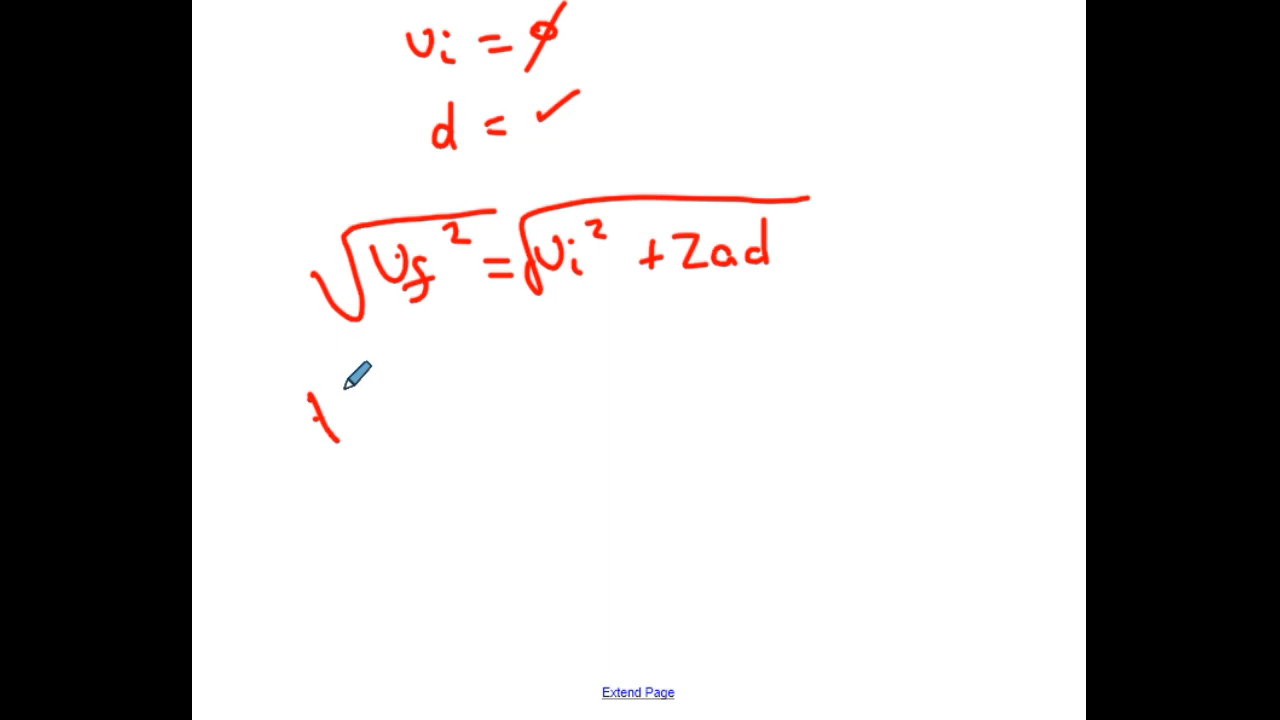 vi = 0
d = ✓
√vf² = √vi² + 2ad
Extend Page